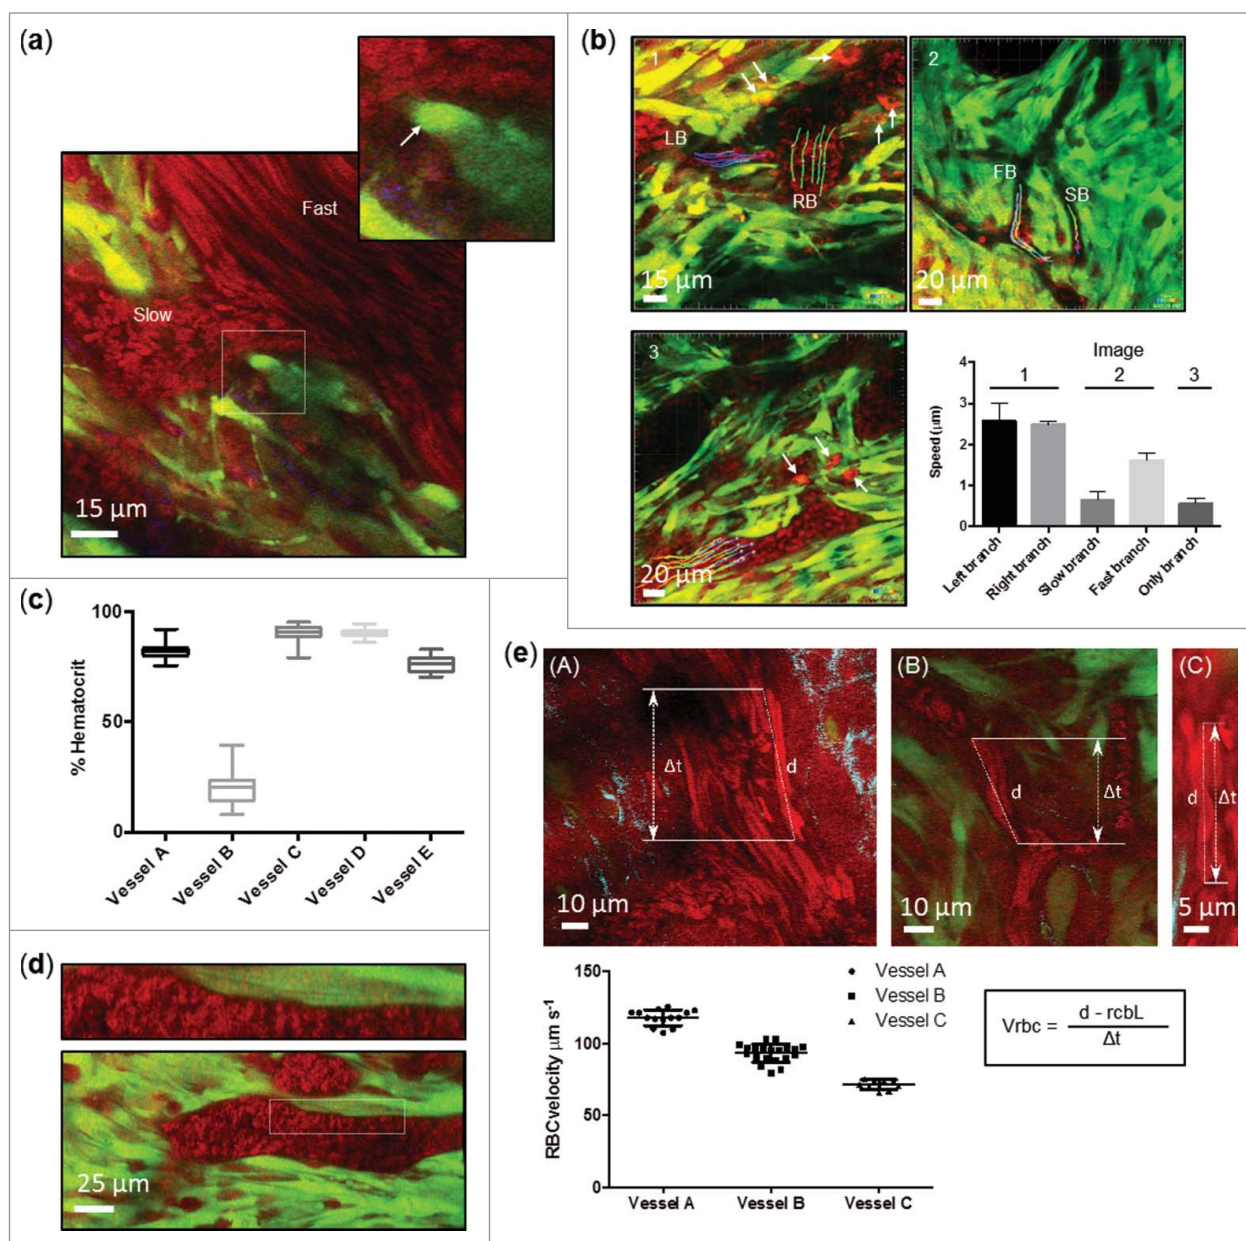 (a)
Fast
Slow
15 µm
(b)
1
LB
RB
15 µm
2
FB
SB
20 µm
3
20 µm
Image
1 2 3
Speed (µm)
4
3
2
1
0
Left branch
Right branch
Slow branch
Fast branch
Only branch
(c)
% Hematocrit
100
50
0
Vessel A
Vessel B
Vessel C
Vessel D
Vessel E
(d)
25 µm
(e)
(A)
Δt
d
10 µm
(B)
d
Δt
10 µm
(C)
d
Δt
5 µm
RBCvelocity µm s-1
150
100
50
0
Vessel A
Vessel B
Vessel C
Vessel A
Vessel B
Vessel C
Vrbc = d - rcbL
Δt